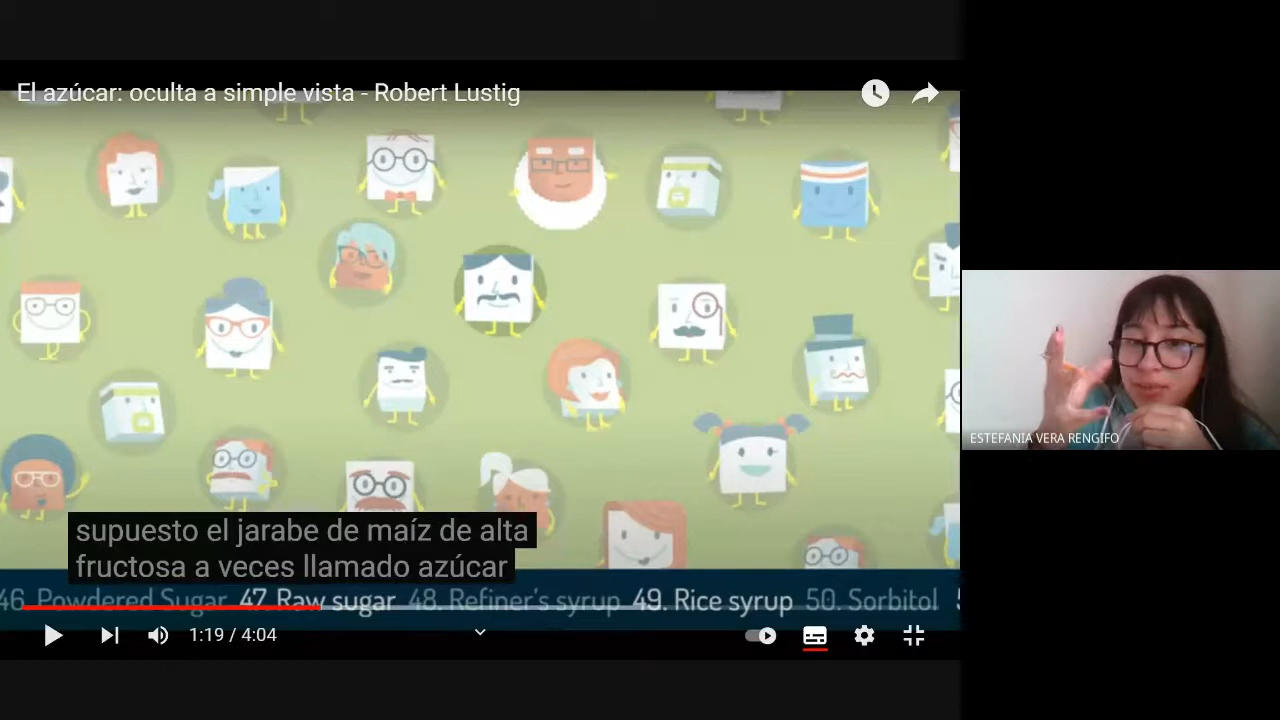 El azúcar: oculta a simple vista - Robert Lustig
supuesto el jarabe de maíz de alta
fructosa a veces llamado azúcar
46 Powdered Sugar 47. Raw sugar 48. Refiner's syrup 49. Rice syrup 50. Sorbitol
1:19 / 4:04
ESTEFANIA VERA RENGIFO